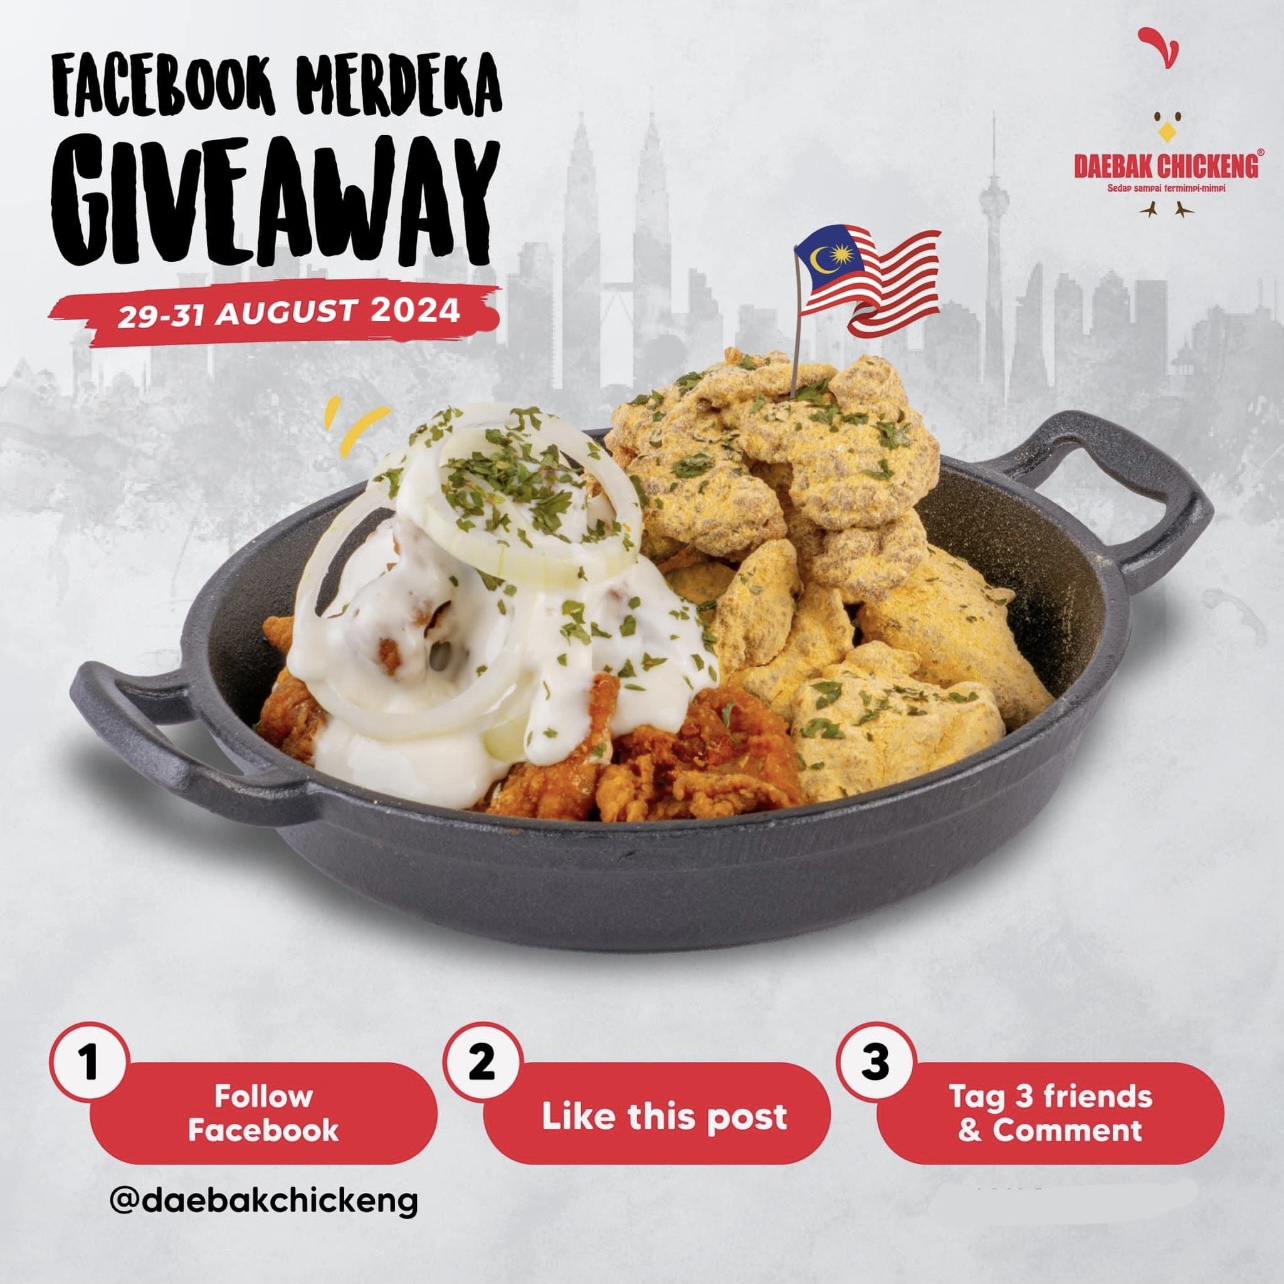 FACEBOOK MERDEKA
GIVEAWAY
29-31 AUGUST 2024
DAEBAK CHICKENG®
Sedap sampai termimpi-mimpi
1
Follow
Facebook
@daebakchickeng
2
Like this post
3
Tag 3 friends
& Comment